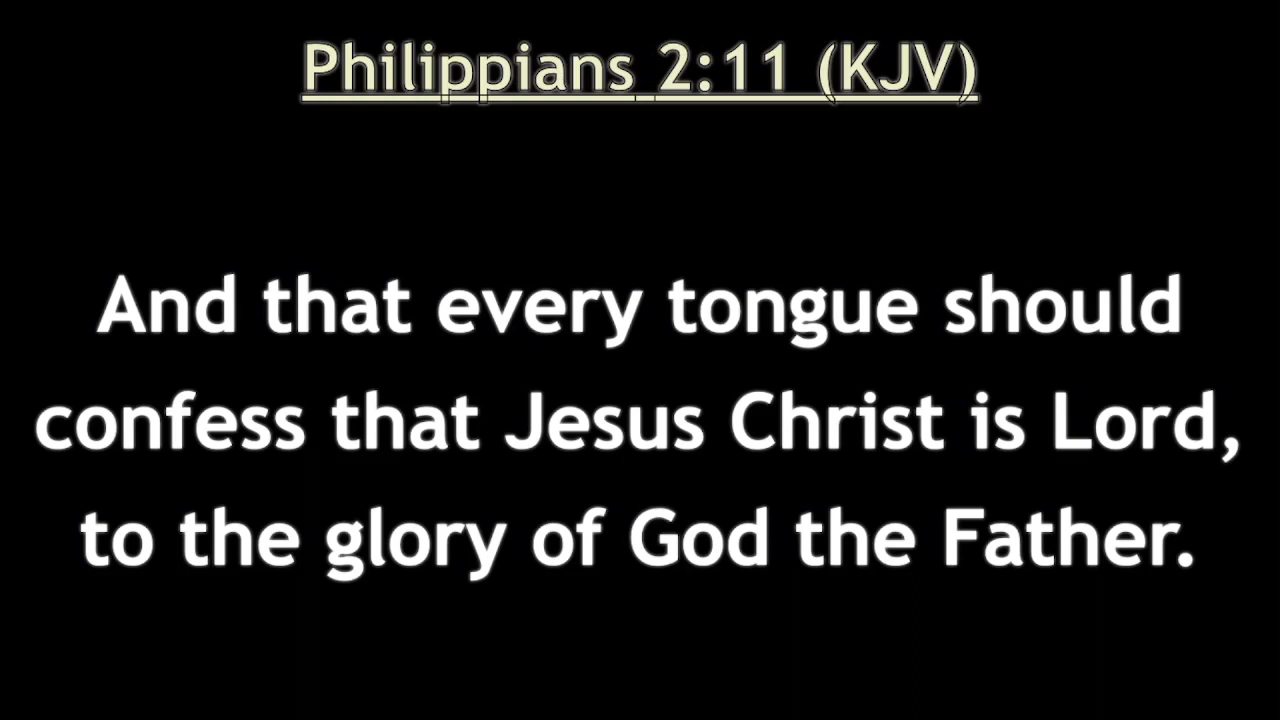 Philippians 2:11 (KJV)
And that every tongue should
confess that Jesus Christ is Lord,
to the glory of God the Father.